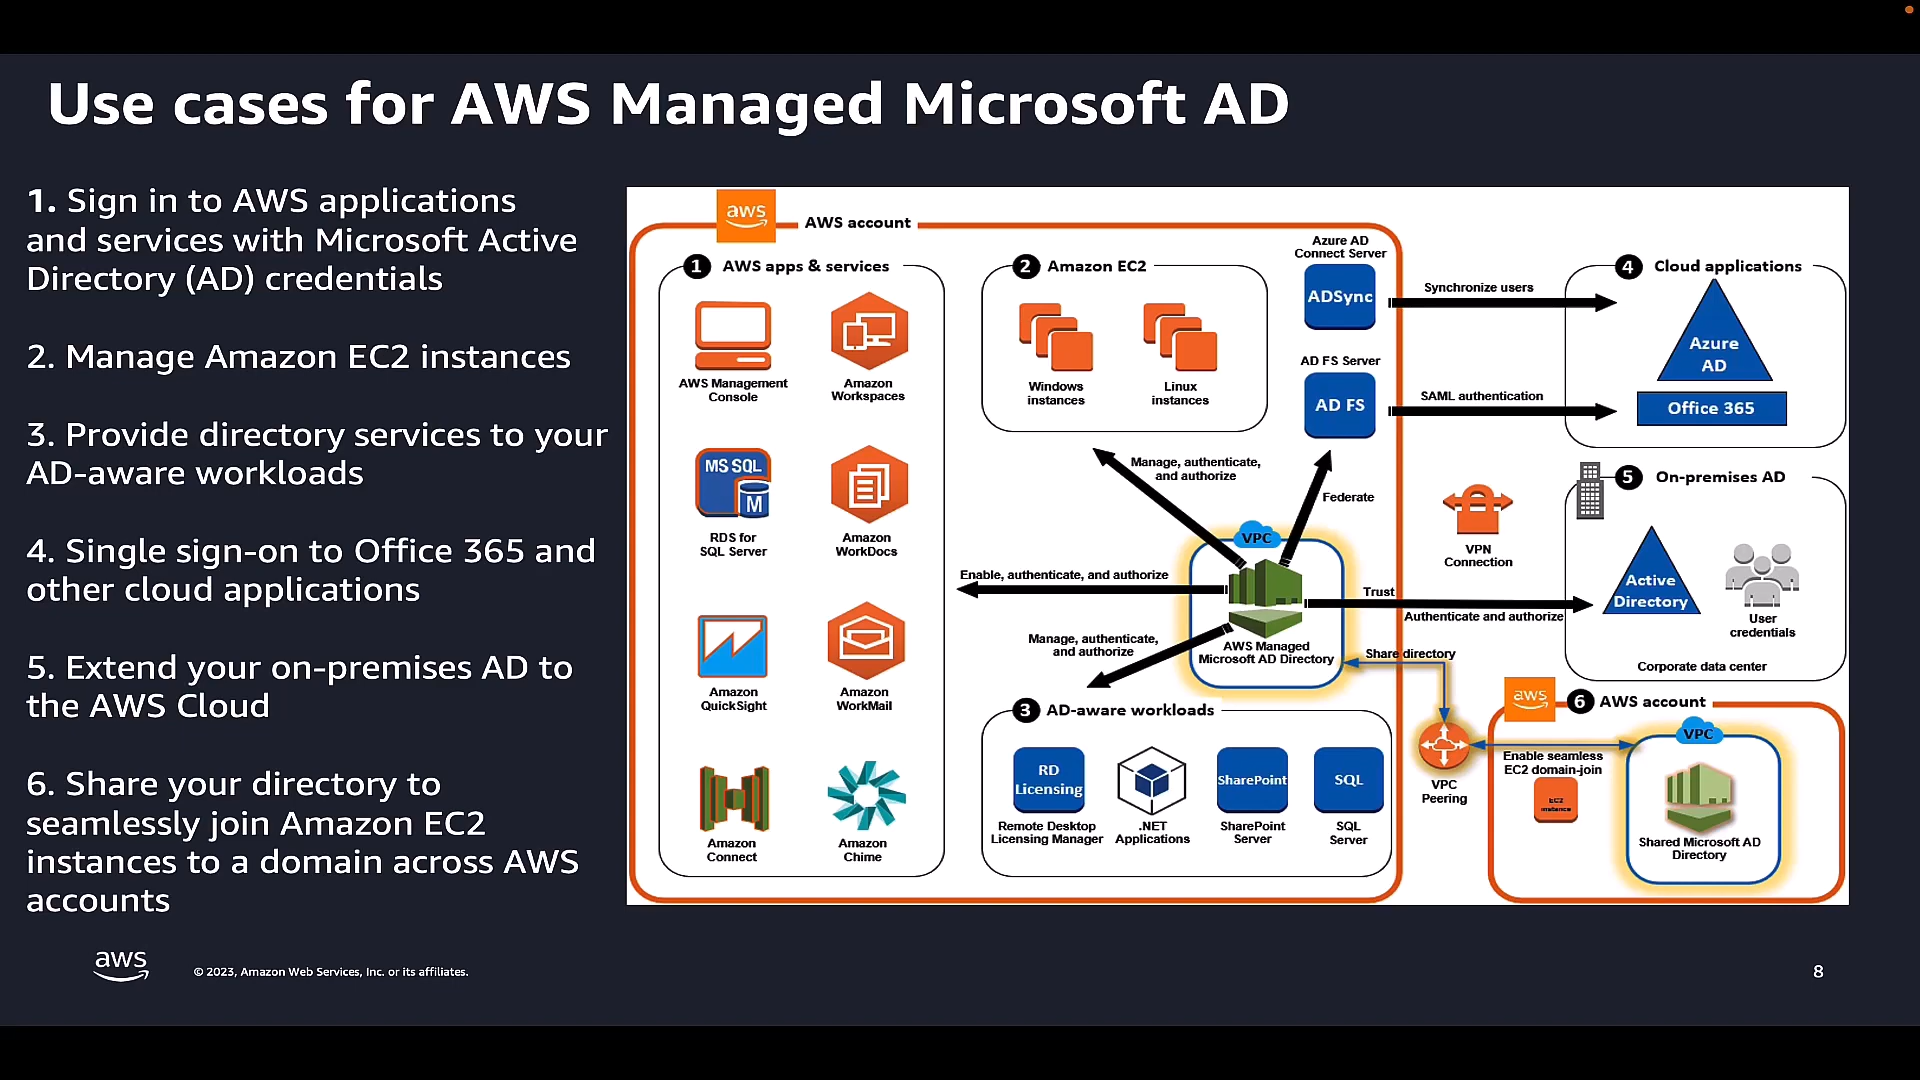 Use cases for AWS Managed Microsoft AD
1. Sign in to AWS applications
and services with Microsoft Active
Directory (AD) credentials
2. Manage Amazon EC2 instances
3. Provide directory services to your
AD-aware workloads
4. Single sign-on to Office 365 and
other cloud applications
5. Extend your on-premises AD to
the AWS Cloud
6. Share your directory to
seamlessly join Amazon EC2
instances to a domain across AWS
accounts
aws
AWS account
1 AWS apps & services
AWS Management
Console
Amazon
Workspaces
MS SQL
M
RDS for
SQL Server
Amazon
WorkDocs
Amazon
QuickSight
Amazon
WorkMail
Amazon
Connect
Amazon
Chime
2 Amazon EC2
Windows
instances
Linux
instances
Azure AD
Connect Server
ADSync
AD FS Server
AD FS
Synchronize users
SAML authentication
4 Cloud applications
Azure
AD
Office 365
Manage, authenticate,
and authorize
Federate
VPC
AWS Managed
Microsoft AD Directory
Enable, authenticate, and authorize
Manage, authenticate,
and authorize
Trust
Authenticate and authorize
Share directory
VPN
Connection
5 On-premises AD
Active
Directory
User
credentials
Corporate data center
3 AD-aware workloads
RD
Licensing
Remote Desktop
Licensing Manager
.NET
Applications
SharePoint
SharePoint
Server
SQL
SQL
Server
VPC
Peering
aws
6 AWS account
Enable seamless
EC2 domain-join
EC2
instance
VPC
Shared Microsoft AD
Directory
aws
© 2023, Amazon Web Services, Inc. or its affiliates.
8